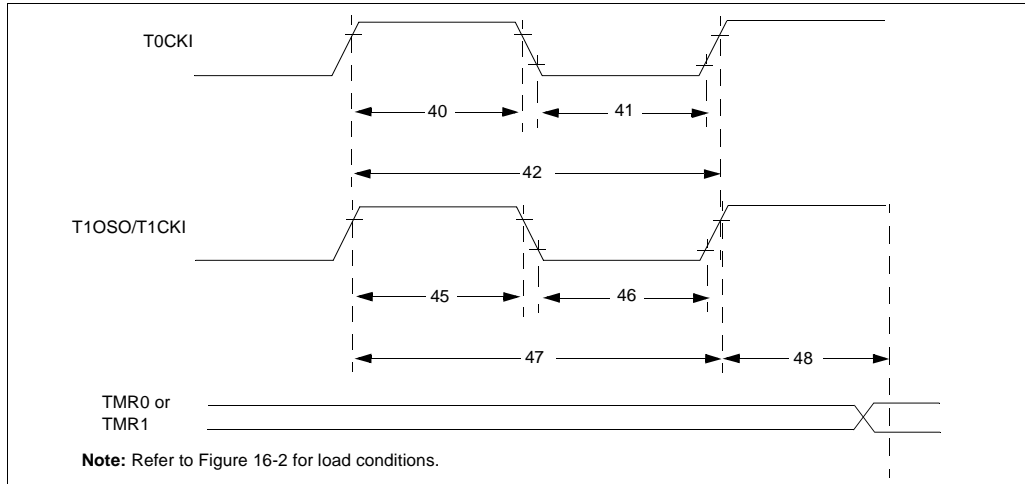 T0CKI
40
41
42
T1OSO/T1CKI
45
46
47
48
TMR0 or
TMR1
Note: Refer to Figure 16-2 for load conditions.